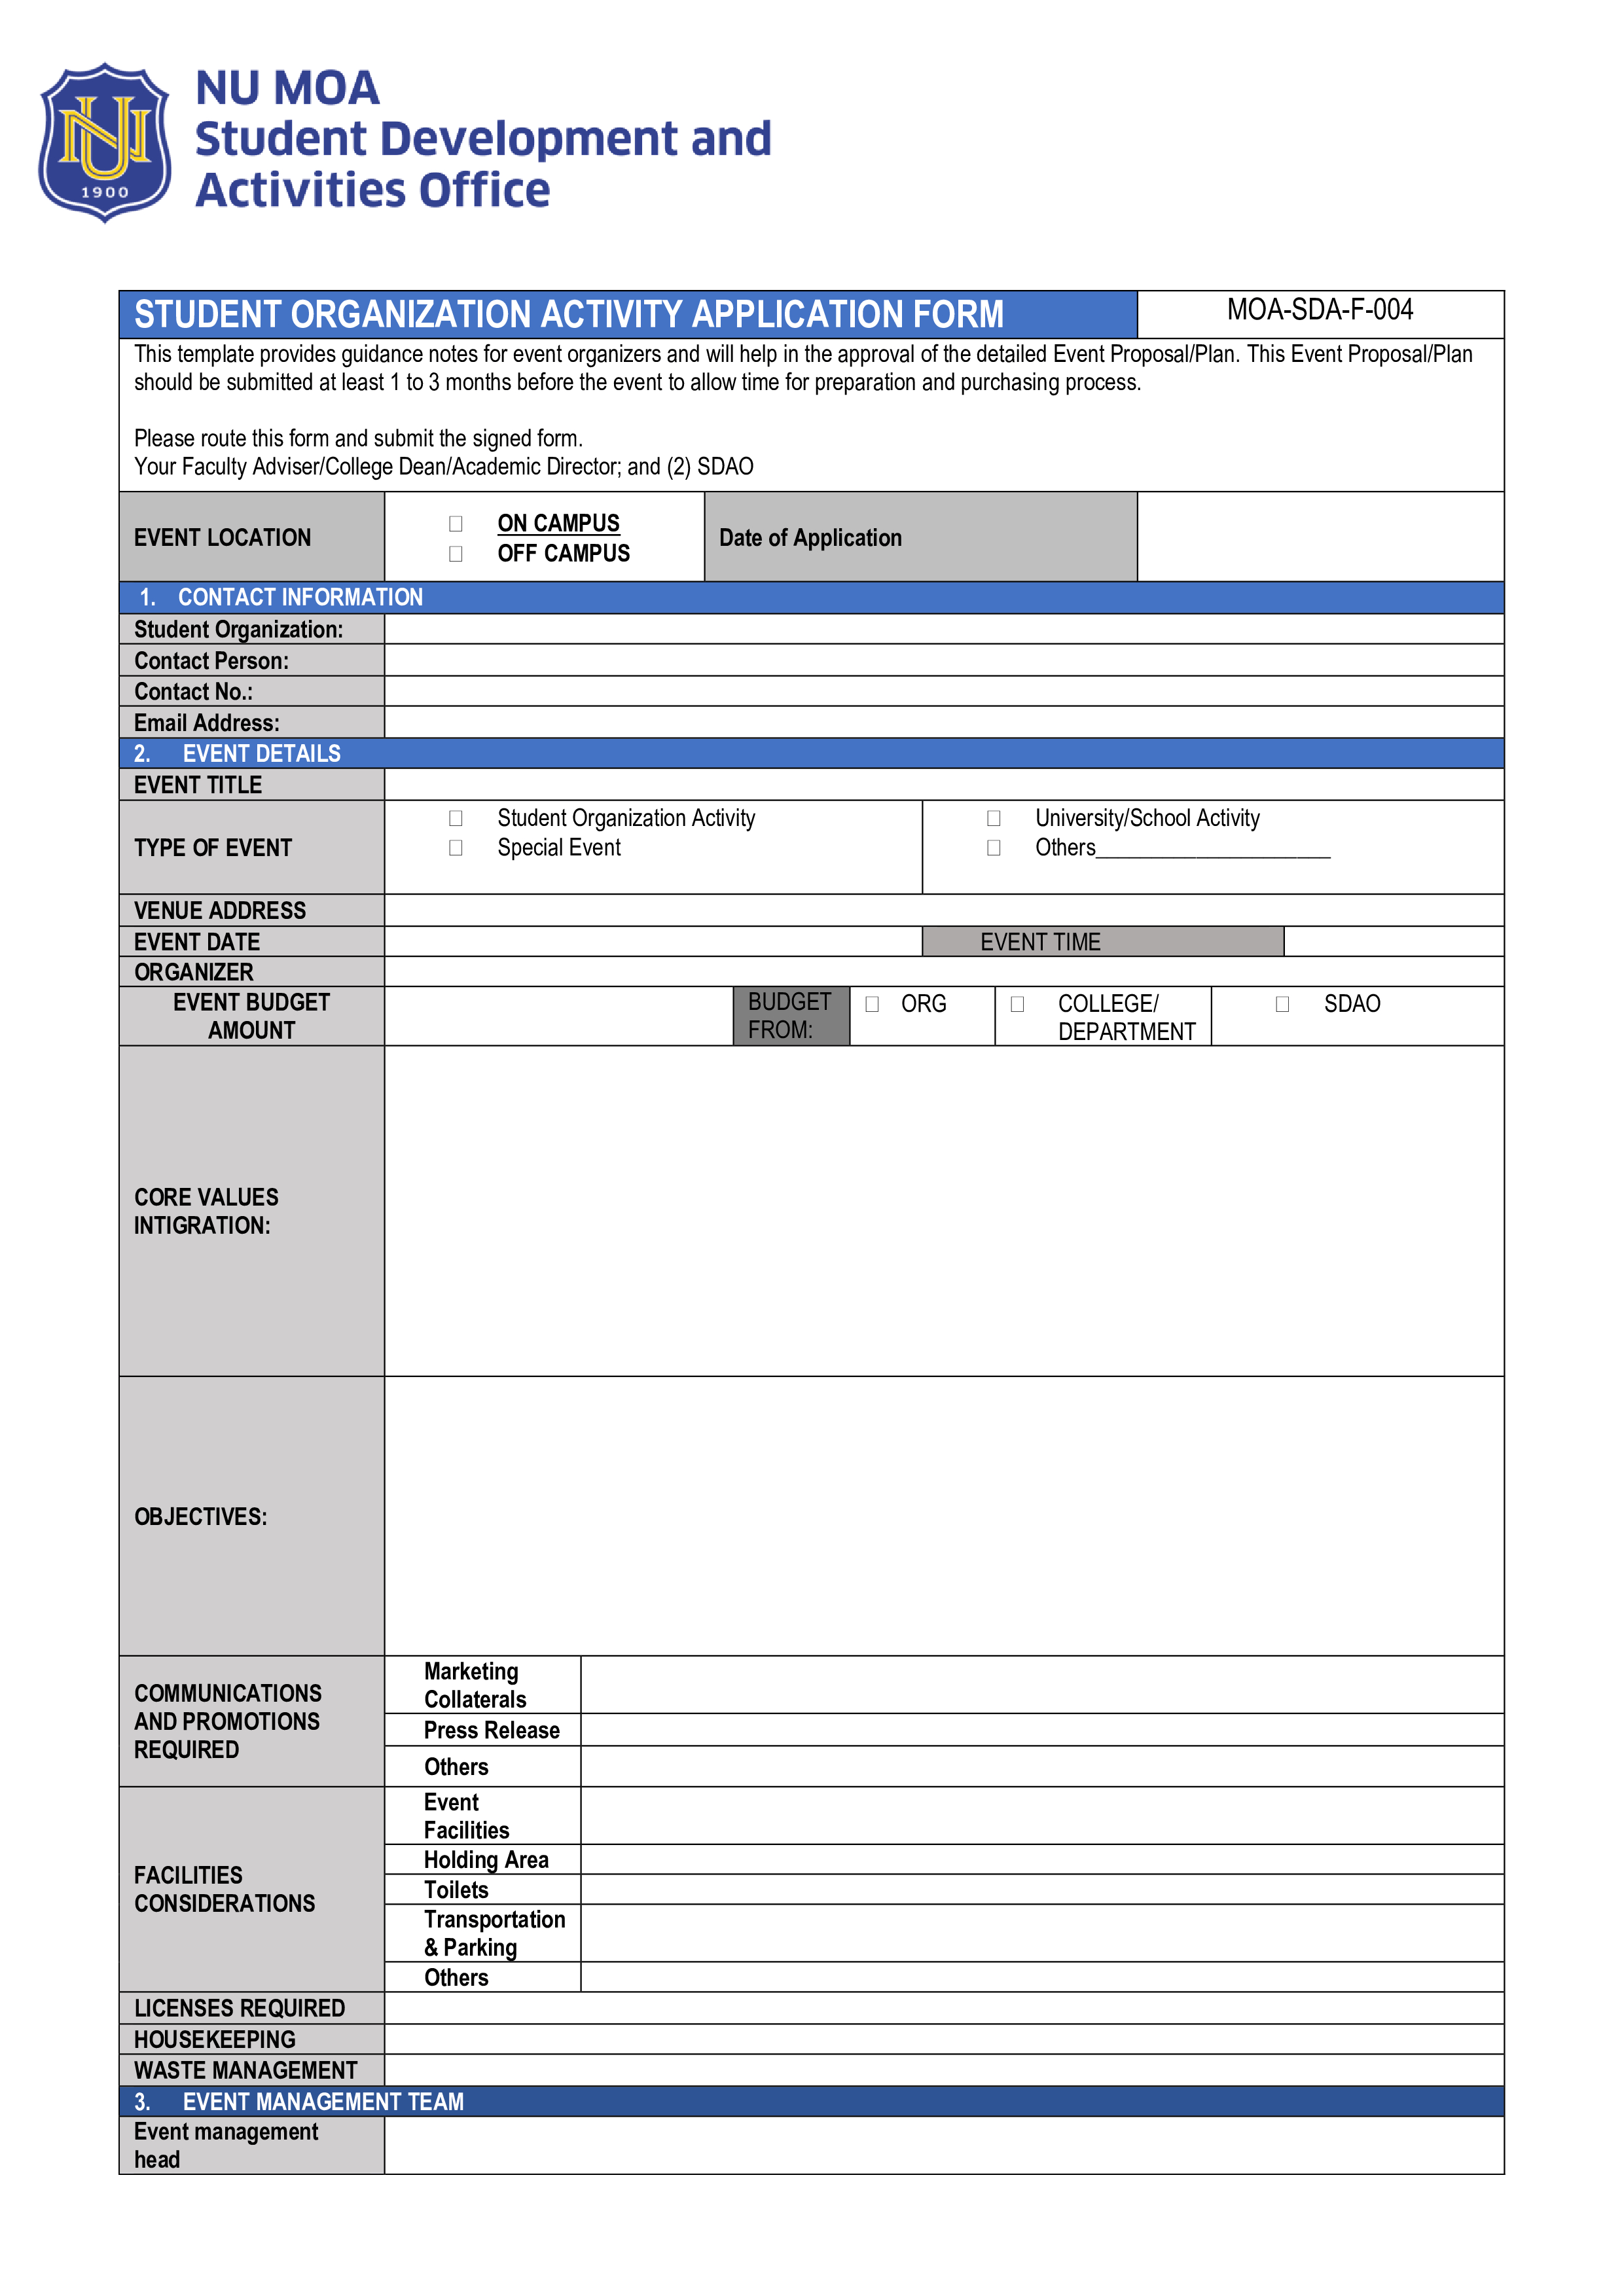 NU MOA
Student Development and
Activities Office
NU
1900
STUDENT ORGANIZATION ACTIVITY APPLICATION FORM
MOA-SDA-F-004
This template provides guidance notes for event organizers and will help in the approval of the detailed Event Proposal/Plan. This Event Proposal/Plan
should be submitted at least 1 to 3 months before the event to allow time for preparation and purchasing process.
Please route this form and submit the signed form.
Your Faculty Adviser/College Dean/Academic Director; and (2) SDAO
EVENT LOCATION
☐ ON CAMPUS
☐ OFF CAMPUS
Date of Application
1. CONTACT INFORMATION
Student Organization:
Contact Person:
Contact No.:
Email Address:
2. EVENT DETAILS
EVENT TITLE
TYPE OF EVENT
☐ Student Organization Activity
☐ Special Event
☐ University/School Activity
☐ Others____________________
VENUE ADDRESS
EVENT DATE
EVENT TIME
ORGANIZER
EVENT BUDGET
AMOUNT
BUDGET
FROM:
☐ ORG
☐ COLLEGE/
DEPARTMENT
☐ SDAO
CORE VALUES
INTIGRATION:
OBJECTIVES:
COMMUNICATIONS
AND PROMOTIONS
REQUIRED
Marketing
Collaterals
Press Release
Others
FACILITIES
CONSIDERATIONS
Event
Facilities
Holding Area
Toilets
Transportation
& Parking
Others
LICENSES REQUIRED
HOUSEKEEPING
WASTE MANAGEMENT
3. EVENT MANAGEMENT TEAM
Event management
head